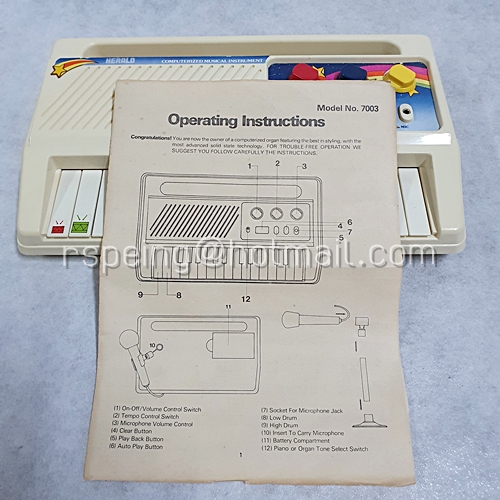 HERALD
COMPUTERIZED MUSICAL INSTRUMENT
MIC.
Model No. 7003
Operating Instructions
Congratulations! You are now the owner of a computerized organ featuring the best in styling, with the
most advanced solid state technology. FOR TROUBLE-FREE OPERATION WE
SUGGEST YOU FOLLOW CAREFULLY THE INSTRUCTIONS.
1 2 3
4 6
7
5
9 8 12
11
10
rspeing@hotmail.com
(1) On-Off/Volume Control Switch
(2) Tempo Control Switch
(3) Microphone Volume Control
(4) Clear Button
(5) Play Back Button
(6) Auto Play Button
(7) Socket For Microphone Jack
(8) Low Drum
(9) High Drum
(10) Insert To Carry Microphone
(11) Battery Compartment
(12) Piano or Organ Tone Select Switch
1